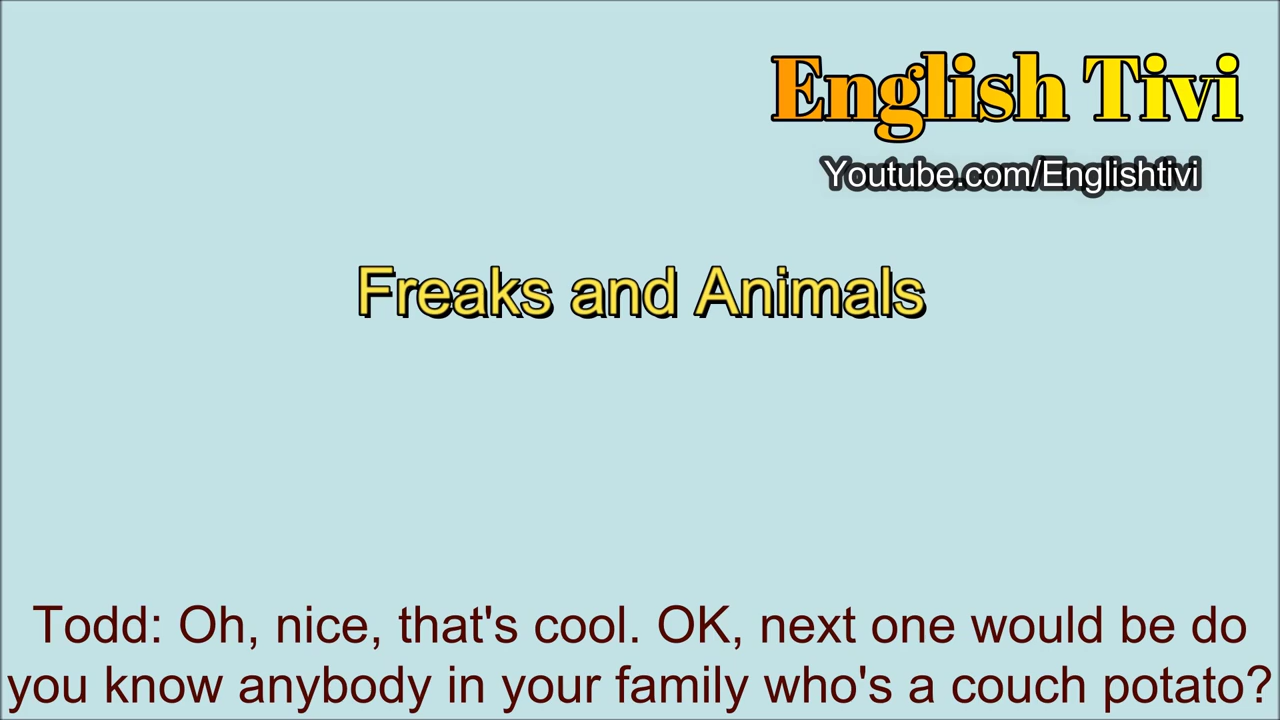 English Tivi
Youtube.com/Englishtivi
Freaks and Animals
Todd: Oh, nice, that's cool. OK, next one would be do
you know anybody in your family who's a couch potato?